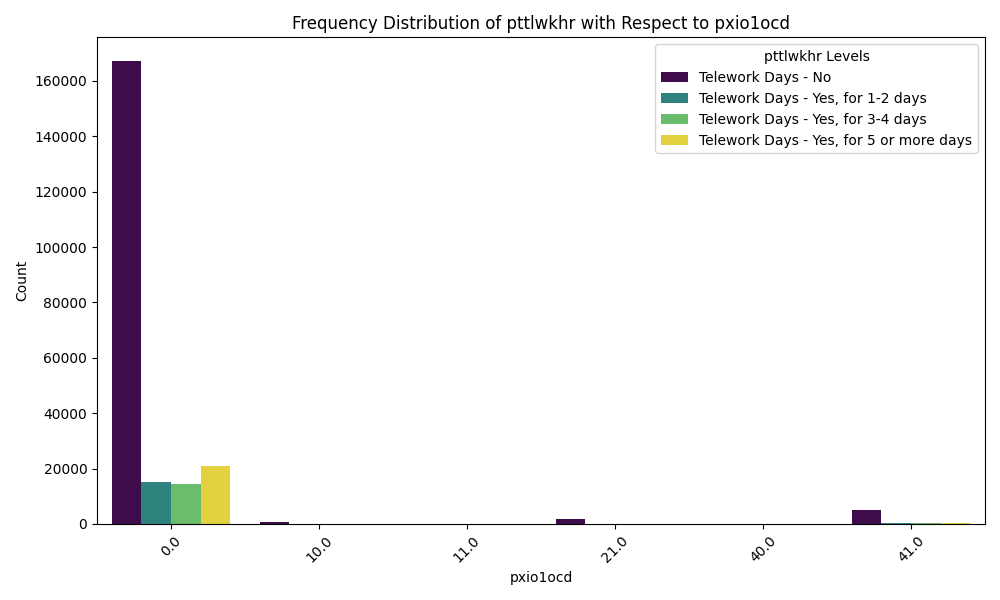 Frequency Distribution of pttlwkhr with Respect to pxio1ocd
pttlwkhr Levels
Telework Days - No
Telework Days - Yes, for 1-2 days
Telework Days - Yes, for 3-4 days
Telework Days - Yes, for 5 or more days
160000
140000
120000
100000
80000
60000
40000
20000
0
Count
0.0
10.0
11.0
21.0
40.0
41.0
pxio1ocd